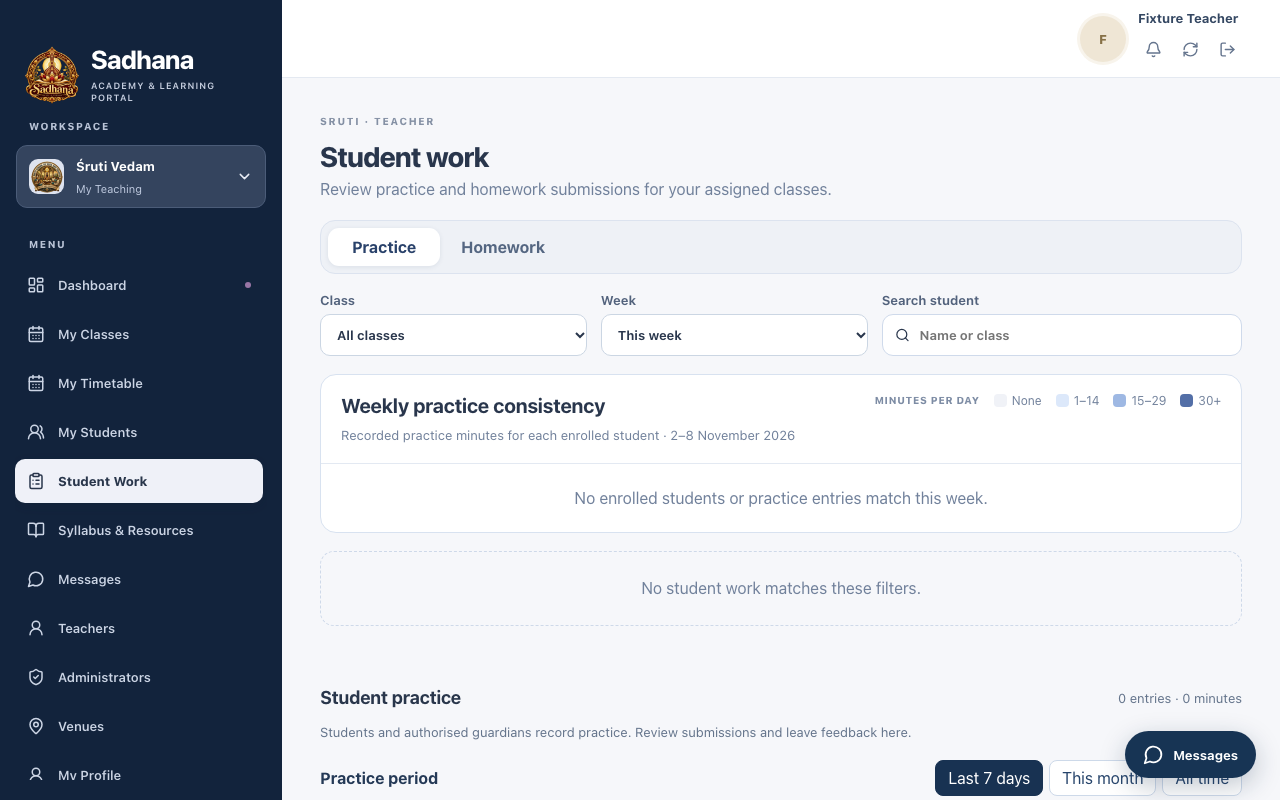 Sadhana
ACADEMY & LEARNING
PORTAL
Sadhana
WORKSPACE
Śruti Vedam
My Teaching
MENU
Dashboard
My Classes
My Timetable
My Students
Student Work
Syllabus & Resources
Messages
Teachers
Administrators
Venues
My Profile
F
Fixture Teacher
SRUTI · TEACHER
Student work
Review practice and homework submissions for your assigned classes.
Practice Homework
Class Week Search student
All classes This week Name or class
Weekly practice consistency
MINUTES PER DAY None 1–14 15–29 30+
Recorded practice minutes for each enrolled student · 2–8 November 2026
No enrolled students or practice entries match this week.
No student work matches these filters.
Student practice 0 entries · 0 minutes
Students and authorised guardians record practice. Review submissions and leave feedback here.
Messages
Practice period Last 7 days This month All time